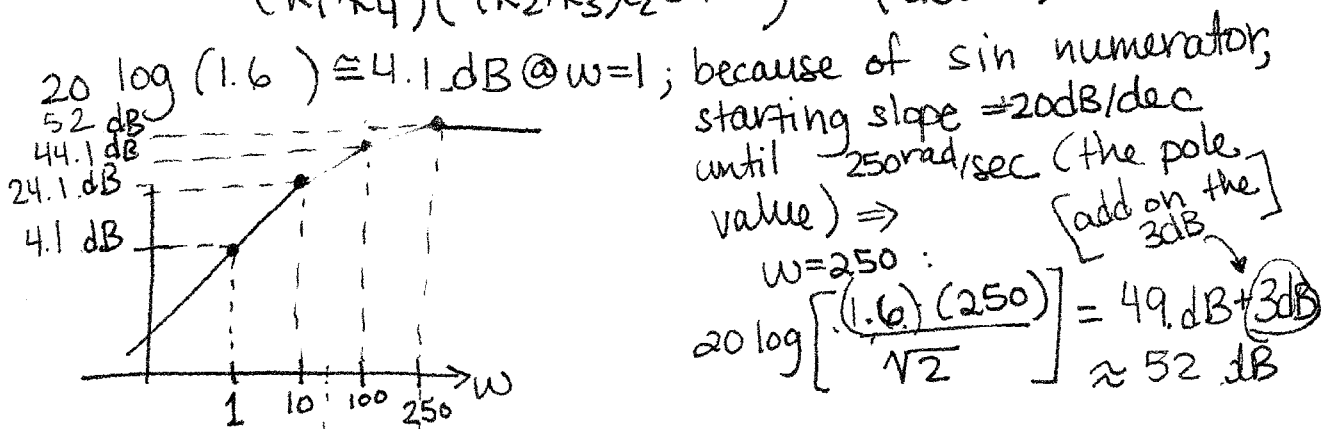 20 log (1.6 ) ≅ 4.1 dB @ w=1 ; because of s in numerator,
starting slope = 20dB/dec
until 250 rad/sec (the pole
value) ⇒
[add on the
3dB]
w=250 :
20 log [ (1.6) (250) / √2 ] = 49. dB + 3dB
≈ 52 dB
52 dB
44.1 dB
24.1 dB
4.1 dB
1 10 100 250 w